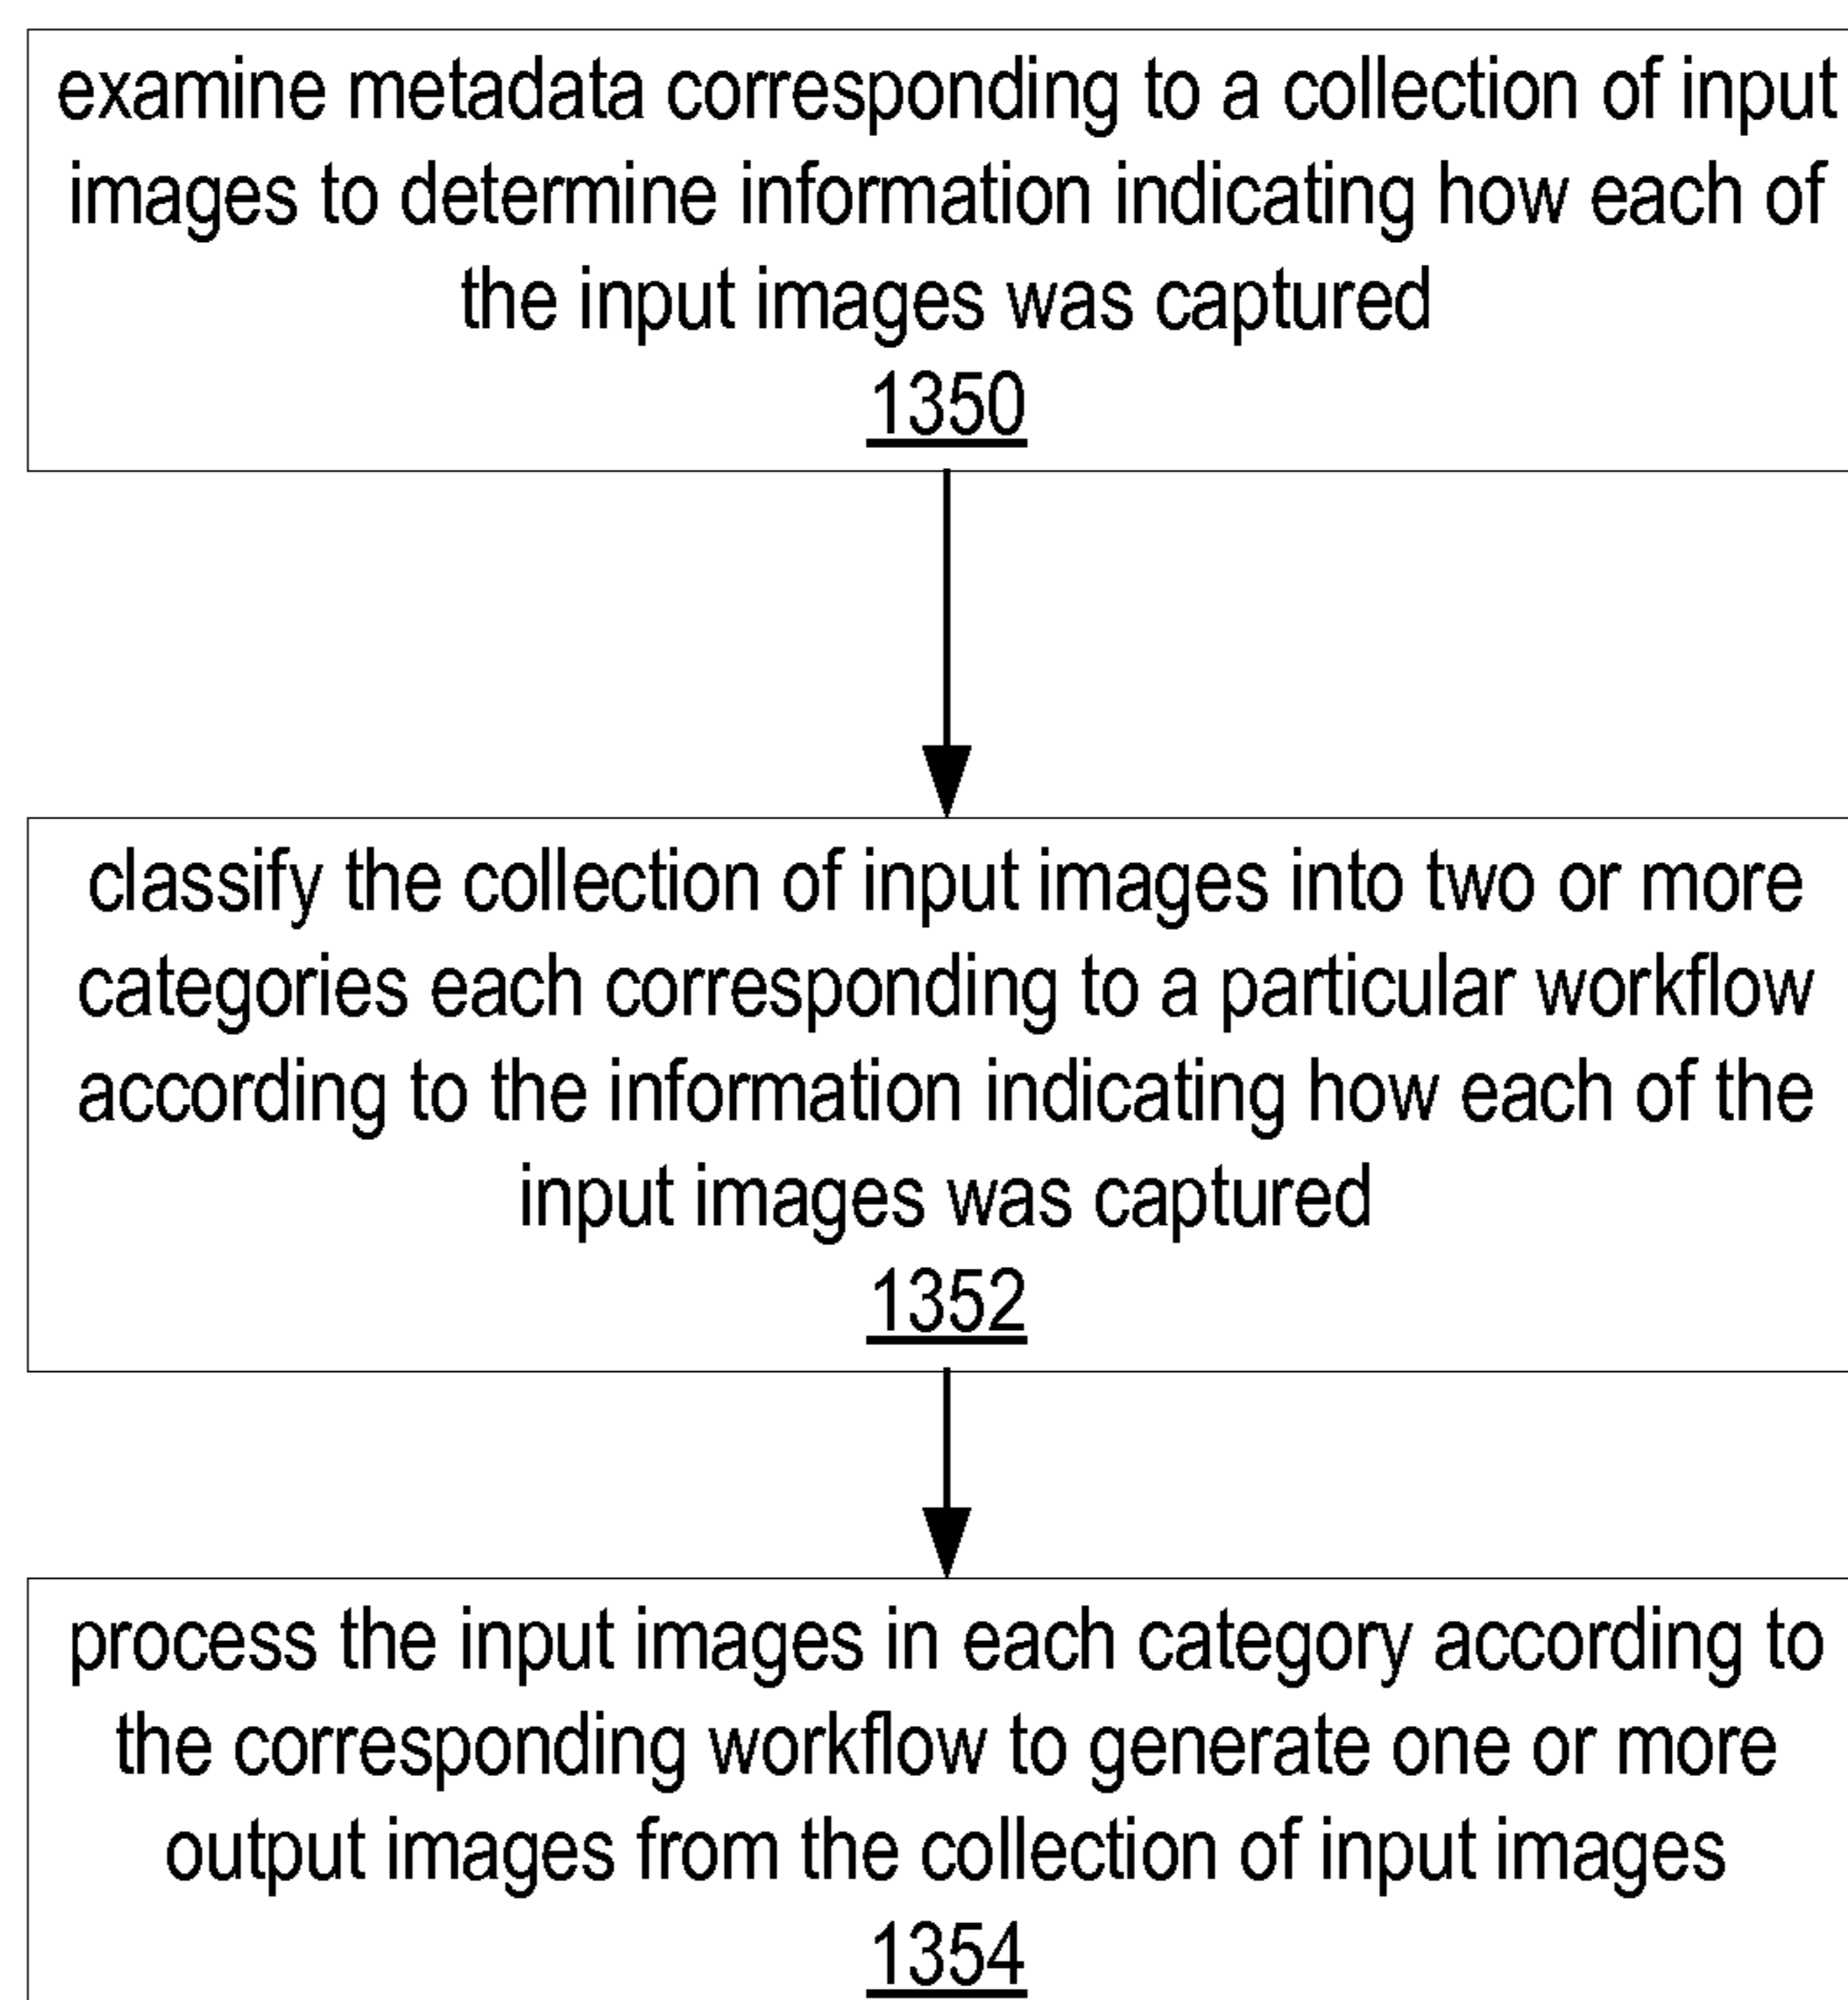 examine metadata corresponding to a collection of input
images to determine information indicating how each of
the input images was captured
1350
classify the collection of input images into two or more
categories each corresponding to a particular workflow
according to the information indicating how each of the
input images was captured
1352
process the input images in each category according to
the corresponding workflow to generate one or more
output images from the collection of input images
1354